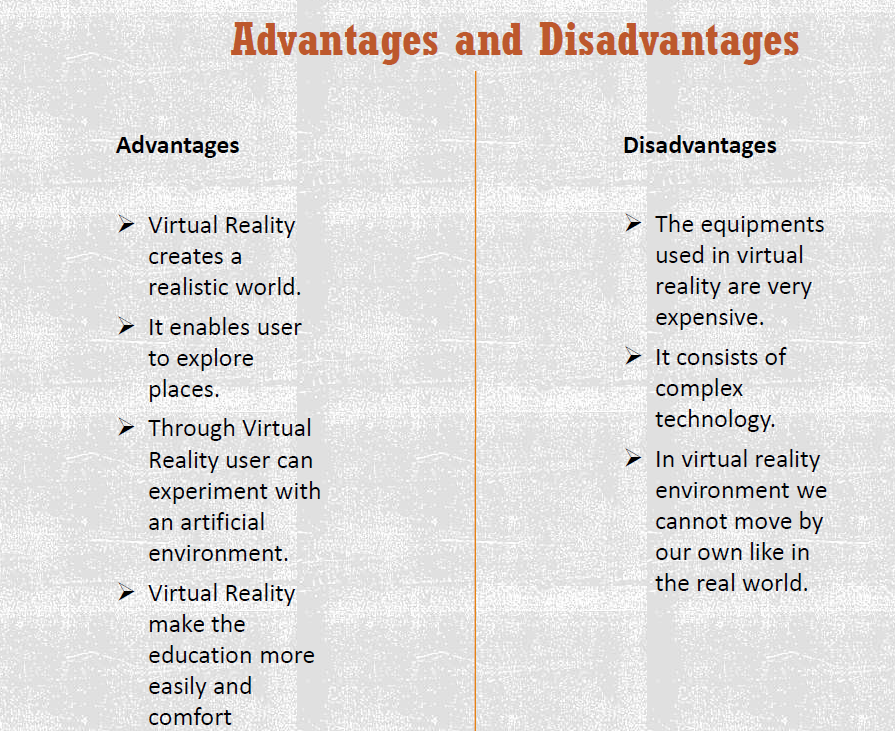 Advantages and Disadvantages
Advantages
➢ Virtual Reality
creates a
realistic world.
➢ It enables user
to explore
places.
➢ Through Virtual
Reality user can
experiment with
an artificial
environment.
➢ Virtual Reality
make the
education more
easily and
comfort
Disadvantages
➢ The equipments
used in virtual
reality are very
expensive.
➢ It consists of
complex
technology.
➢ In virtual reality
environment we
cannot move by
our own like in
the real world.